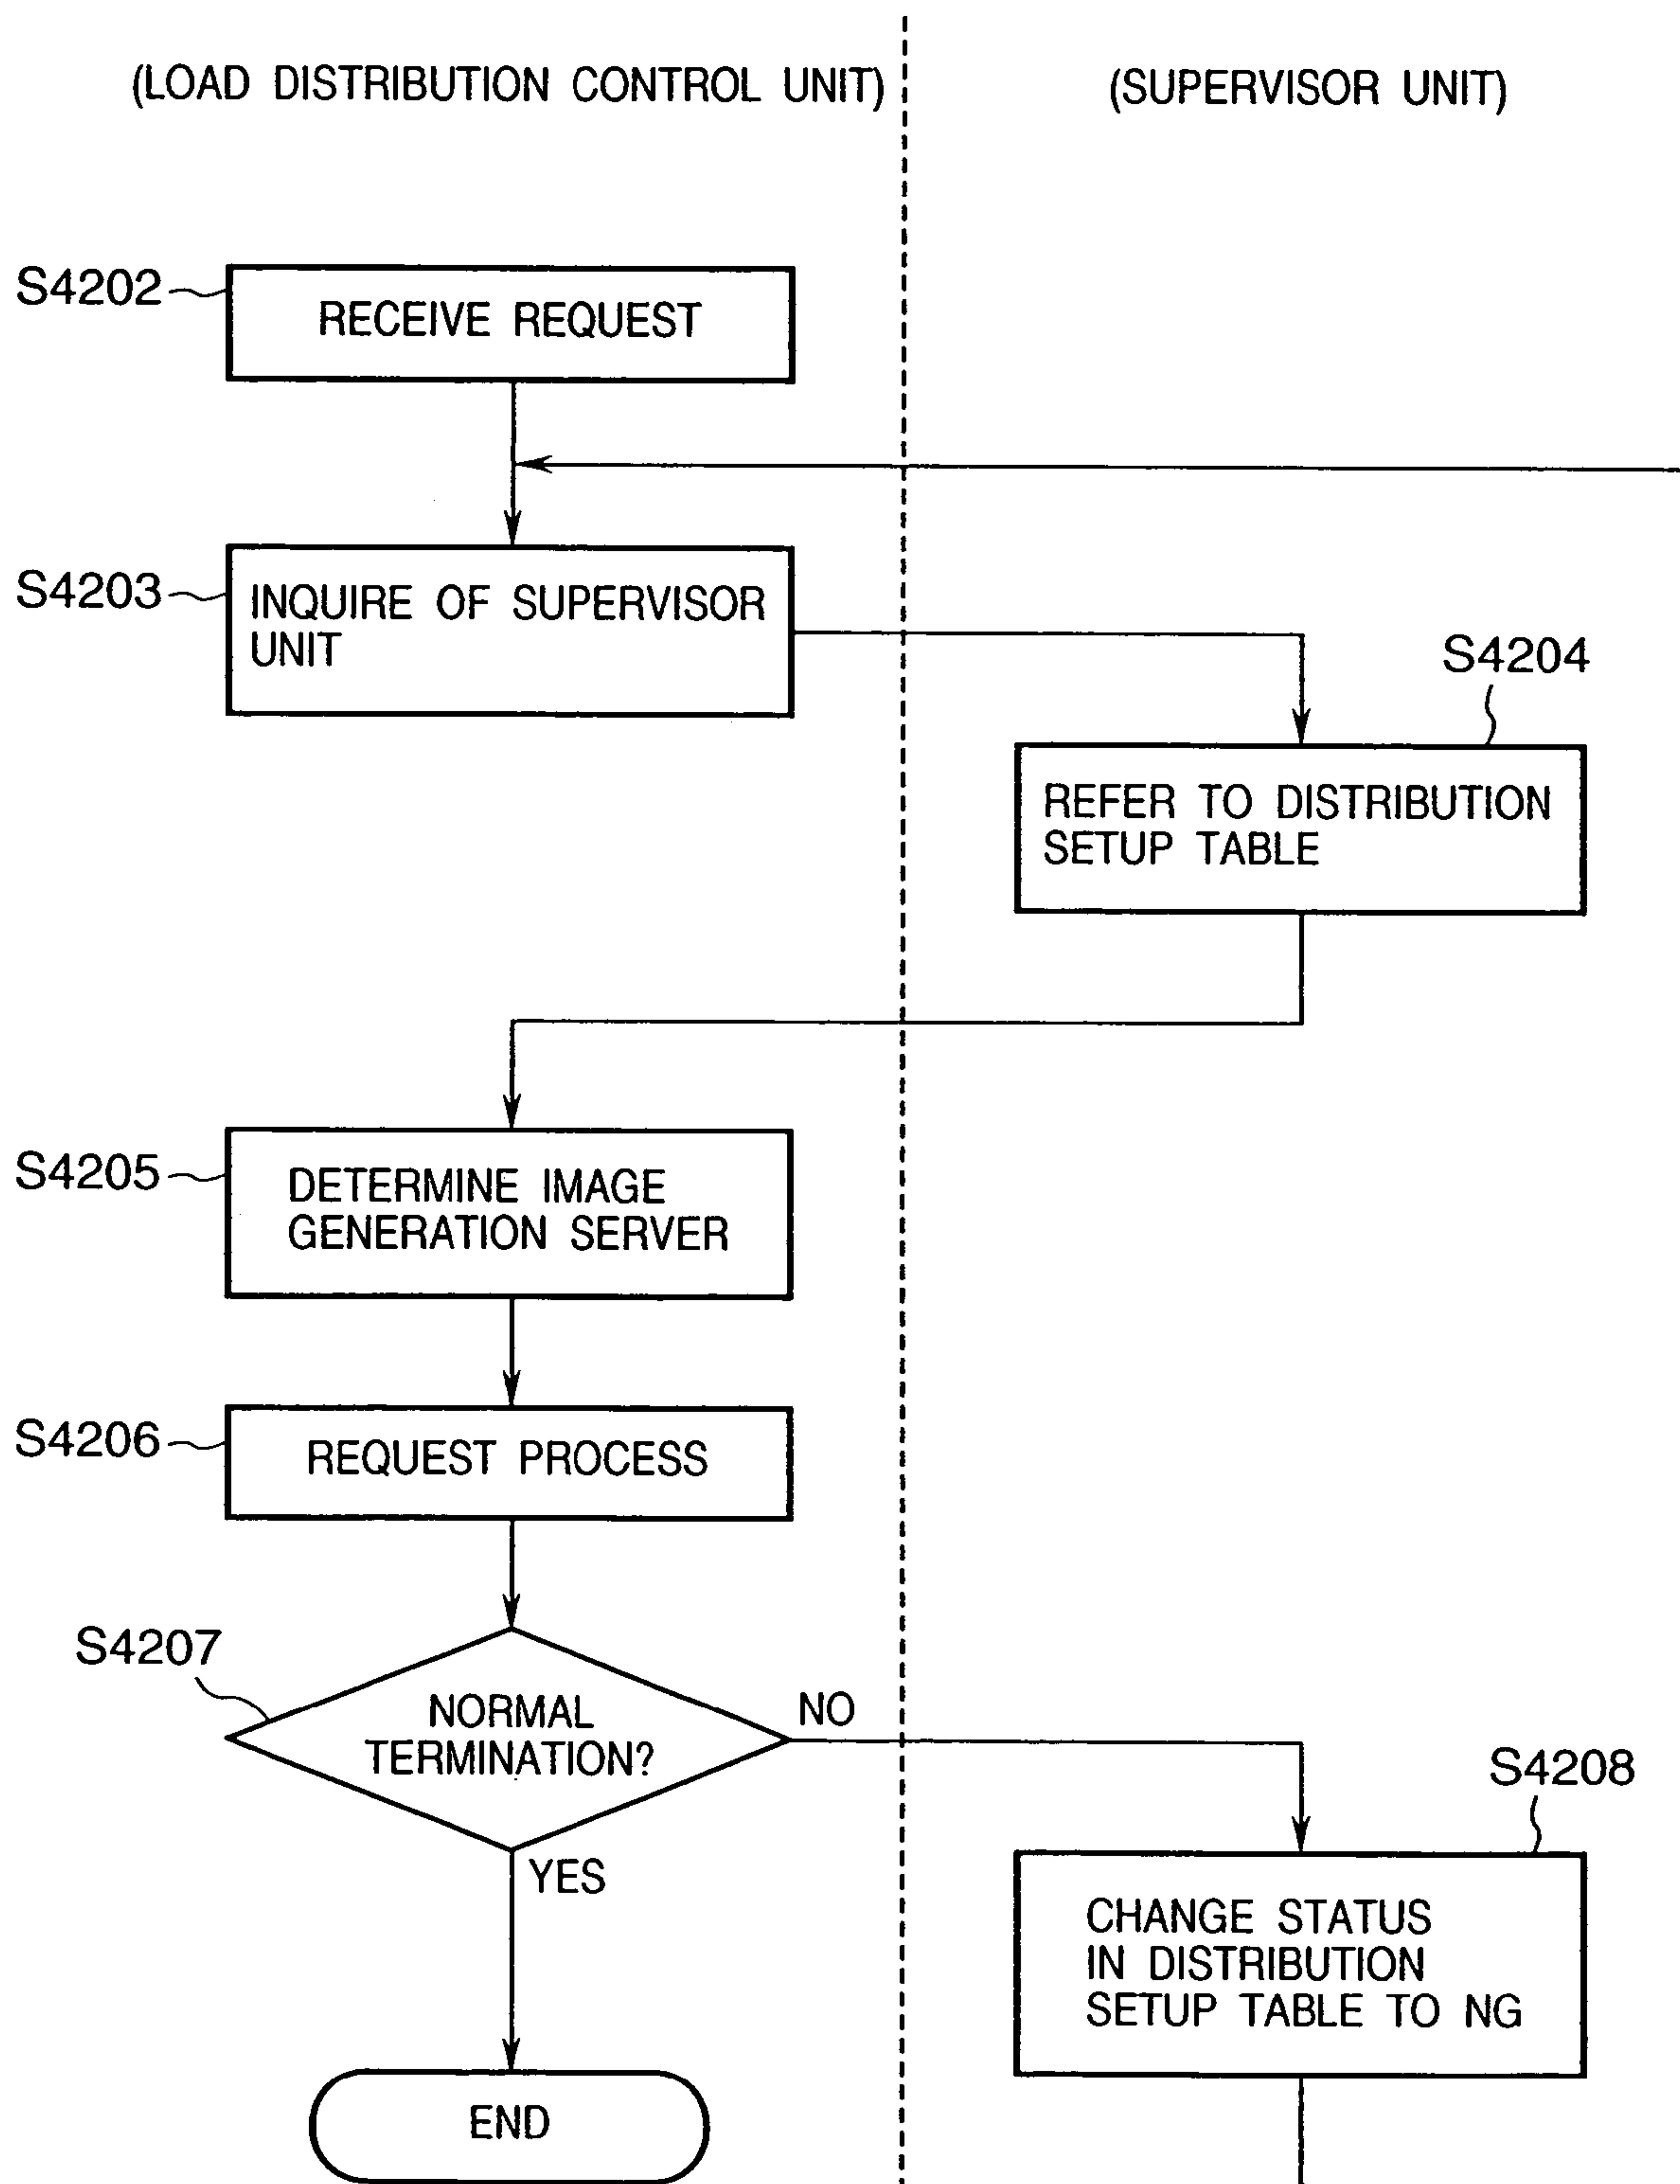 (LOAD DISTRIBUTION CONTROL UNIT)
(SUPERVISOR UNIT)
S4202
RECEIVE REQUEST
S4203
INQUIRE OF SUPERVISOR
UNIT
S4204
REFER TO DISTRIBUTION
SETUP TABLE
S4205
DETERMINE IMAGE
GENERATION SERVER
S4206
REQUEST PROCESS
S4207
NORMAL
TERMINATION?
NO
YES
S4208
CHANGE STATUS
IN DISTRIBUTION
SETUP TABLE TO NG
END